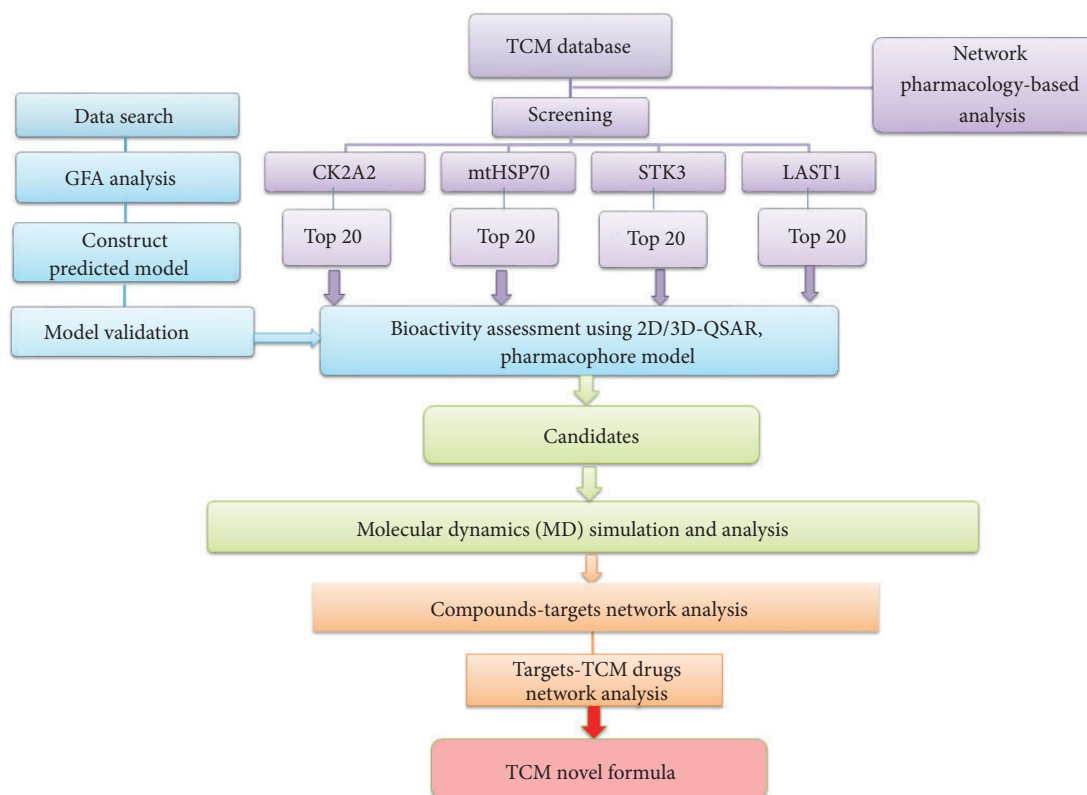 TCM database
Network
pharmacology-based
analysis
Data search
Screening
GFA analysis
CK2A2
mtHSP70
STK3
LAST1
Construct
predicted model
Top 20
Top 20
Top 20
Top 20
Model validation
Bioactivity assessment using 2D/3D-QSAR,
pharmacophore model
Candidates
Molecular dynamics (MD) simulation and analysis
Compounds-targets network analysis
Targets-TCM drugs
network analysis
TCM novel formula